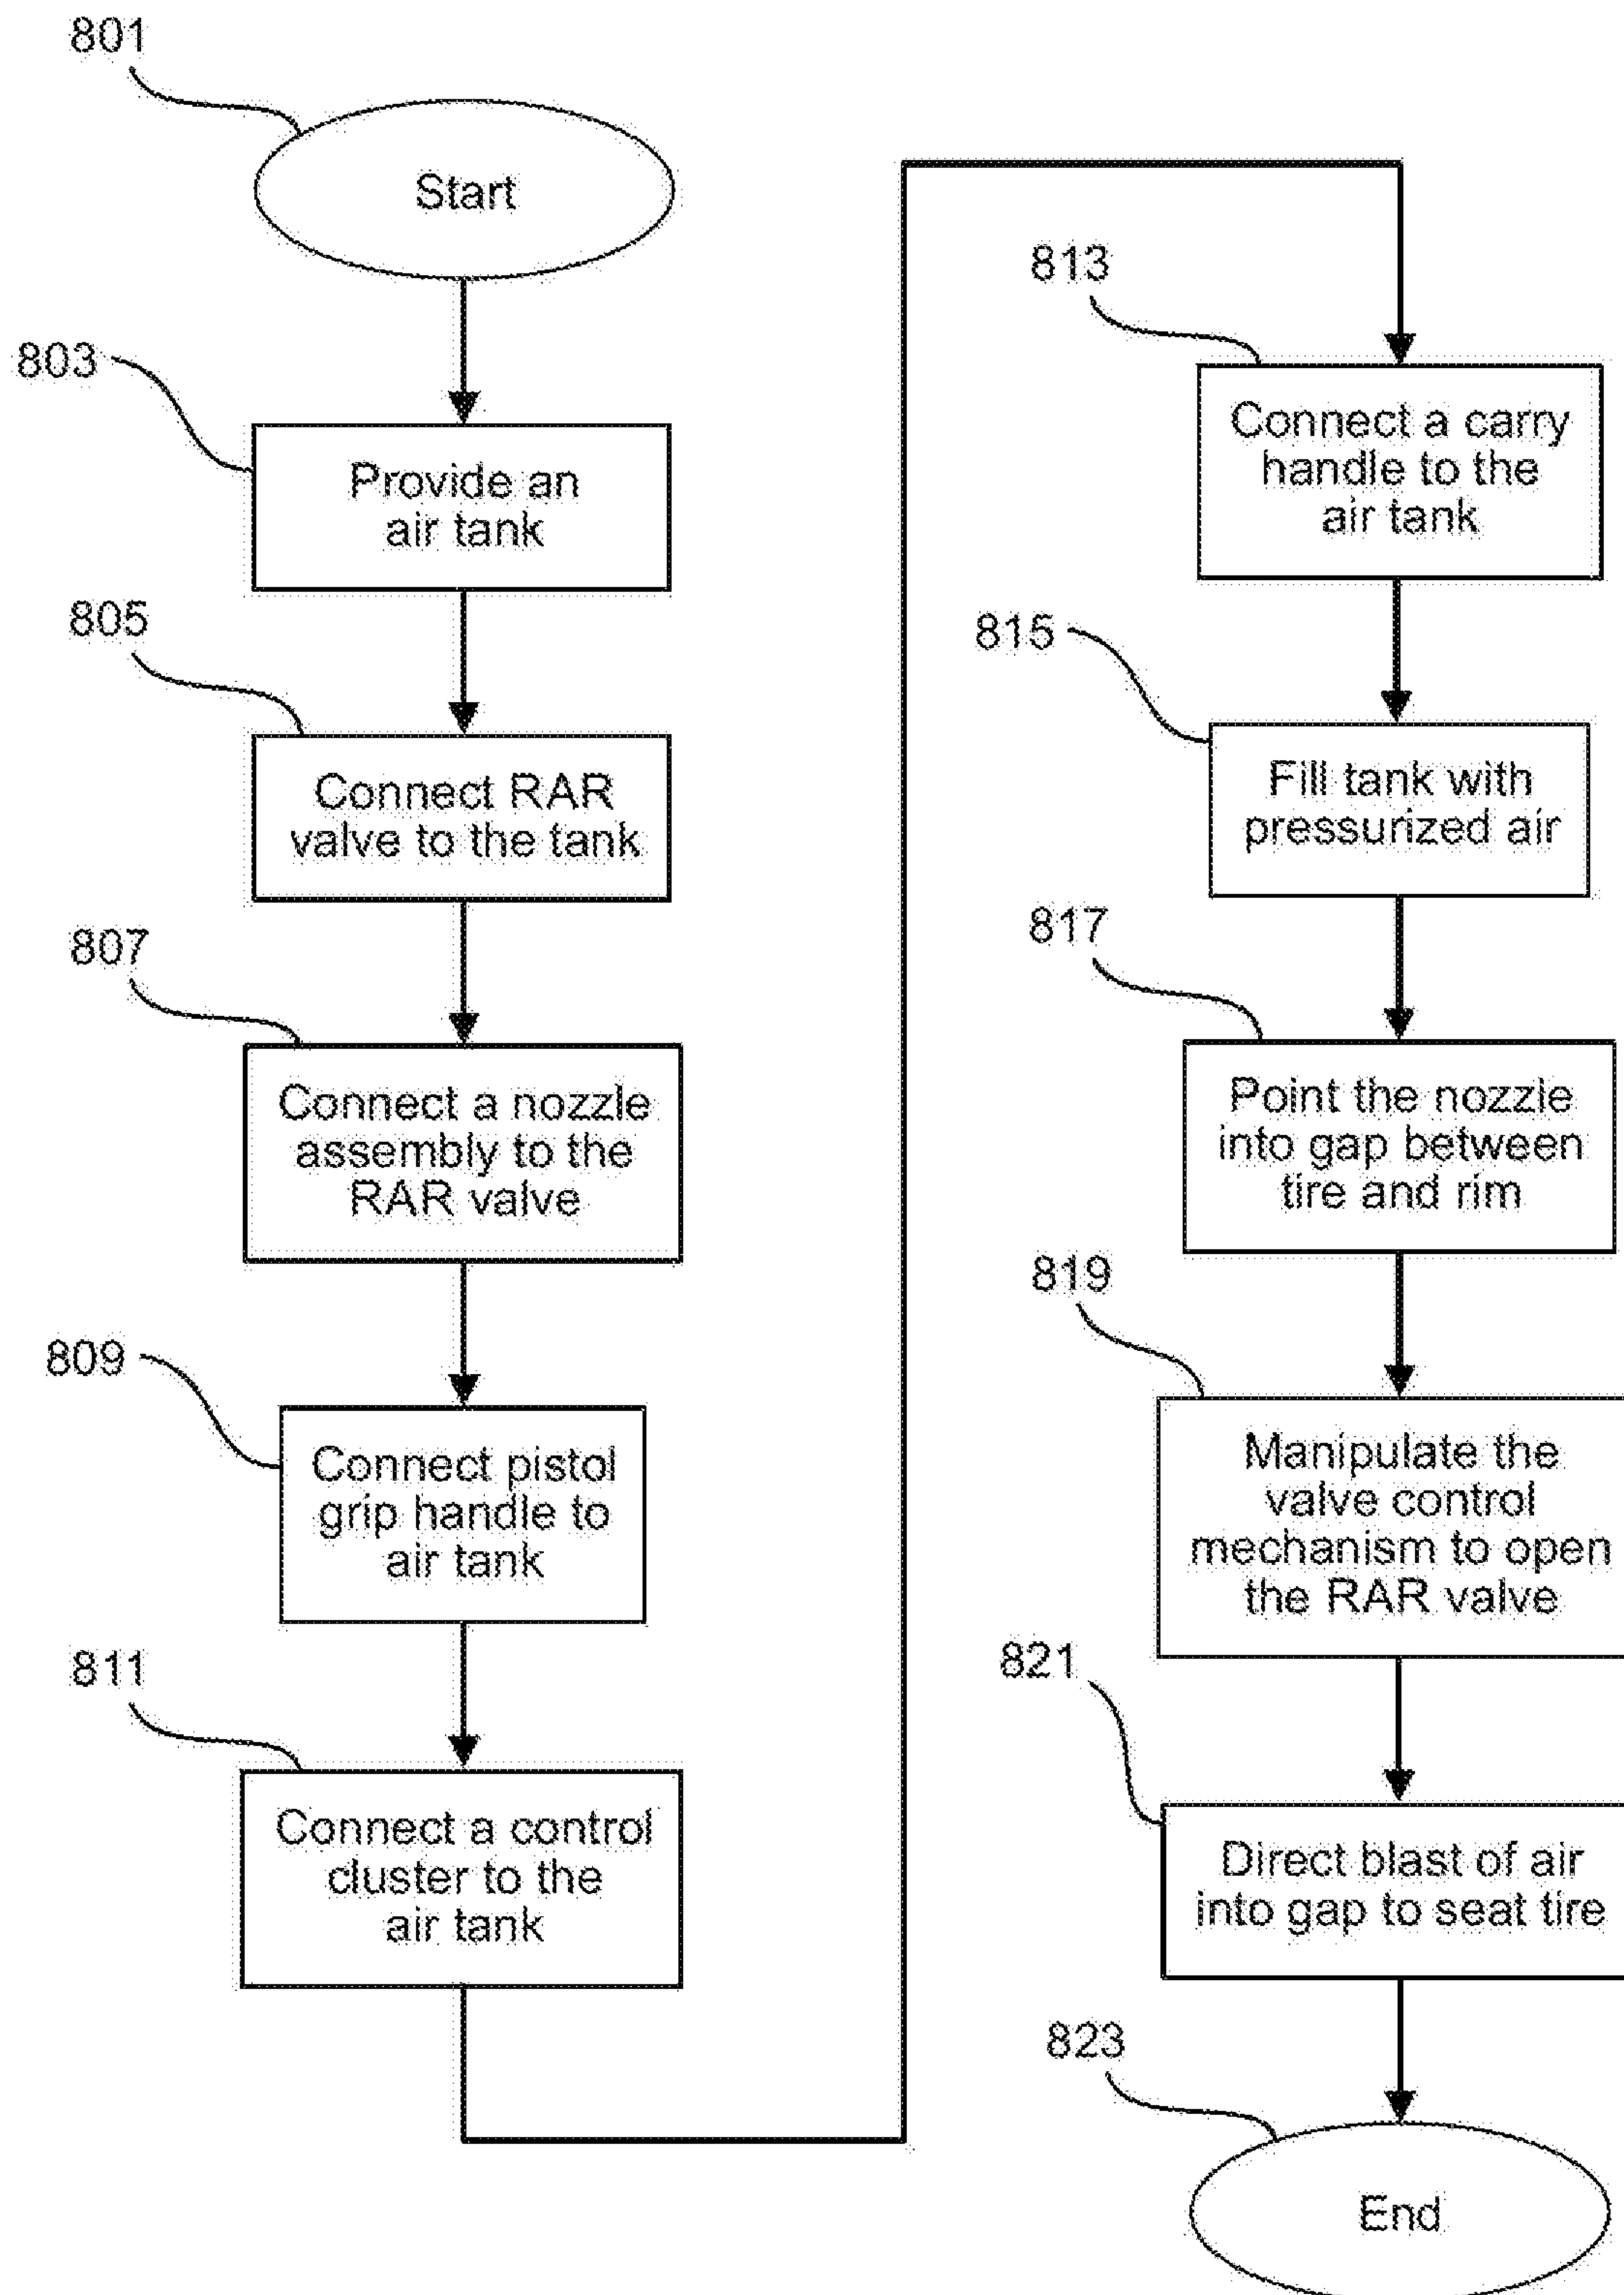 801
Start
803
Provide an
air tank
805
Connect RAR
valve to the tank
807
Connect a nozzle
assembly to the
RAR valve
809
Connect pistol
grip handle to
air tank
811
Connect a control
cluster to the
air tank
813
Connect a carry
handle to the
air tank
815
Fill tank with
pressurized air
817
Point the nozzle
into gap between
tire and rim
819
Manipulate the
valve control
mechanism to open
the RAR valve
821
Direct blast of air
into gap to seat tire
823
End